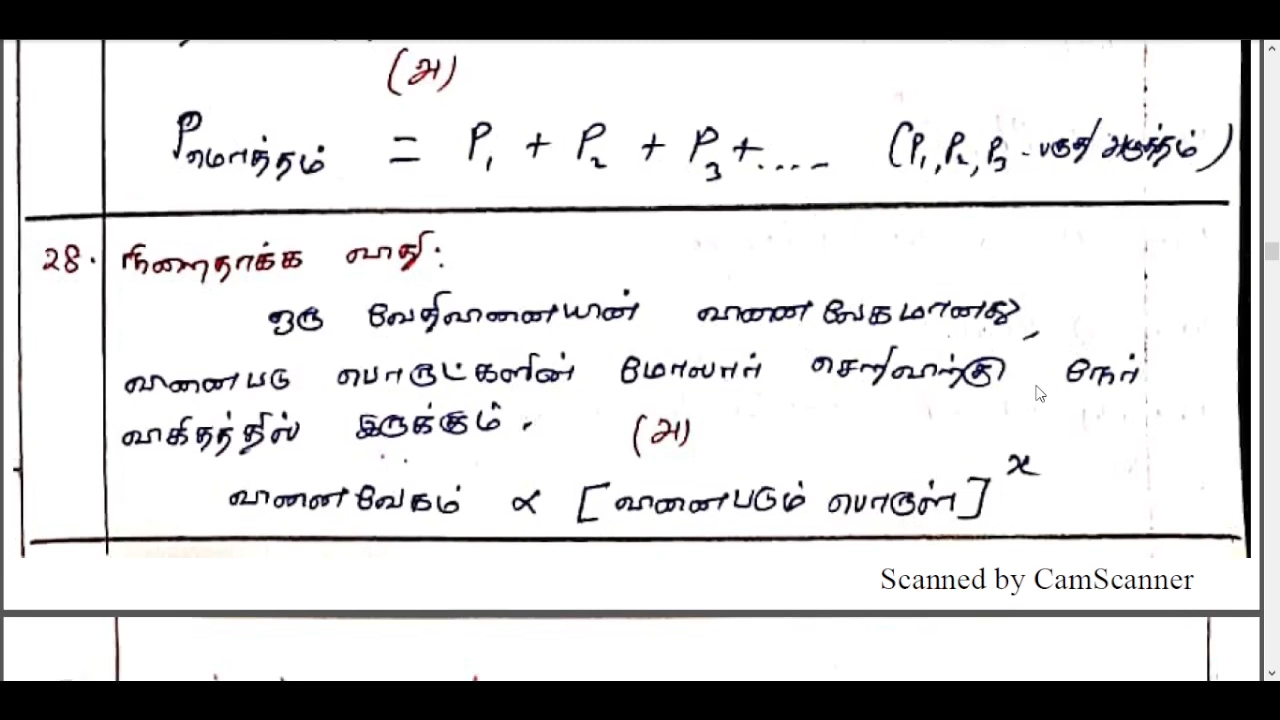 (அ)
Pமொத்தம் = P₁ + P₂ + P₃ + .... (P₁, P₂, P₃ - பகுதி அழுத்தம்)
28. நிறைதாக்க விதி:
ஒரு வேதிவினையின் வினை வேகமானது,
வினைபடு பொருட்களின் மோலார் செறிவிற்கு நேர்
விகிதத்தில் இருக்கும். (அ)
வினைவேகம் ∝ [வினைபடும் பொருள்]ˣ
Scanned by CamScanner